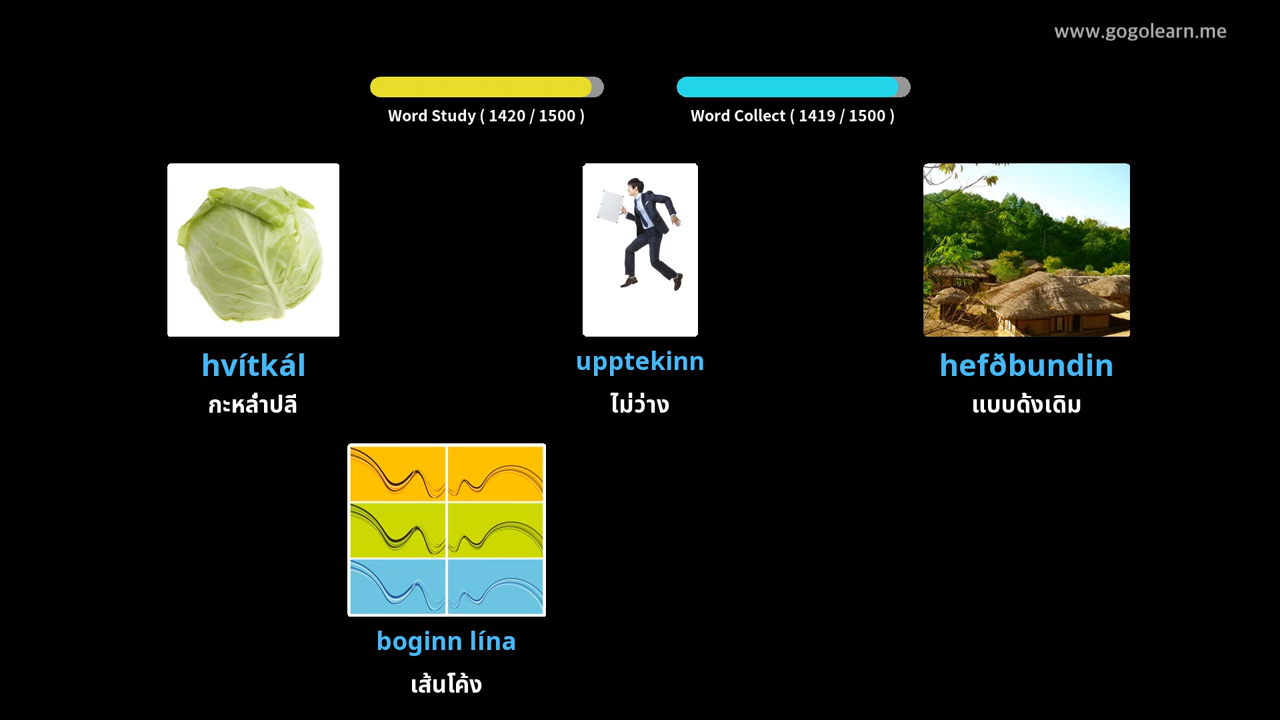 www.gogolearn.me
Word Study ( 1420 / 1500 )
Word Collect ( 1419 / 1500 )
hvítkál
กะหล่ำปลี
upptekinn
ไม่ว่าง
hefðbundin
แบบดั้งเดิม
boginn lína
เส้นโค้ง